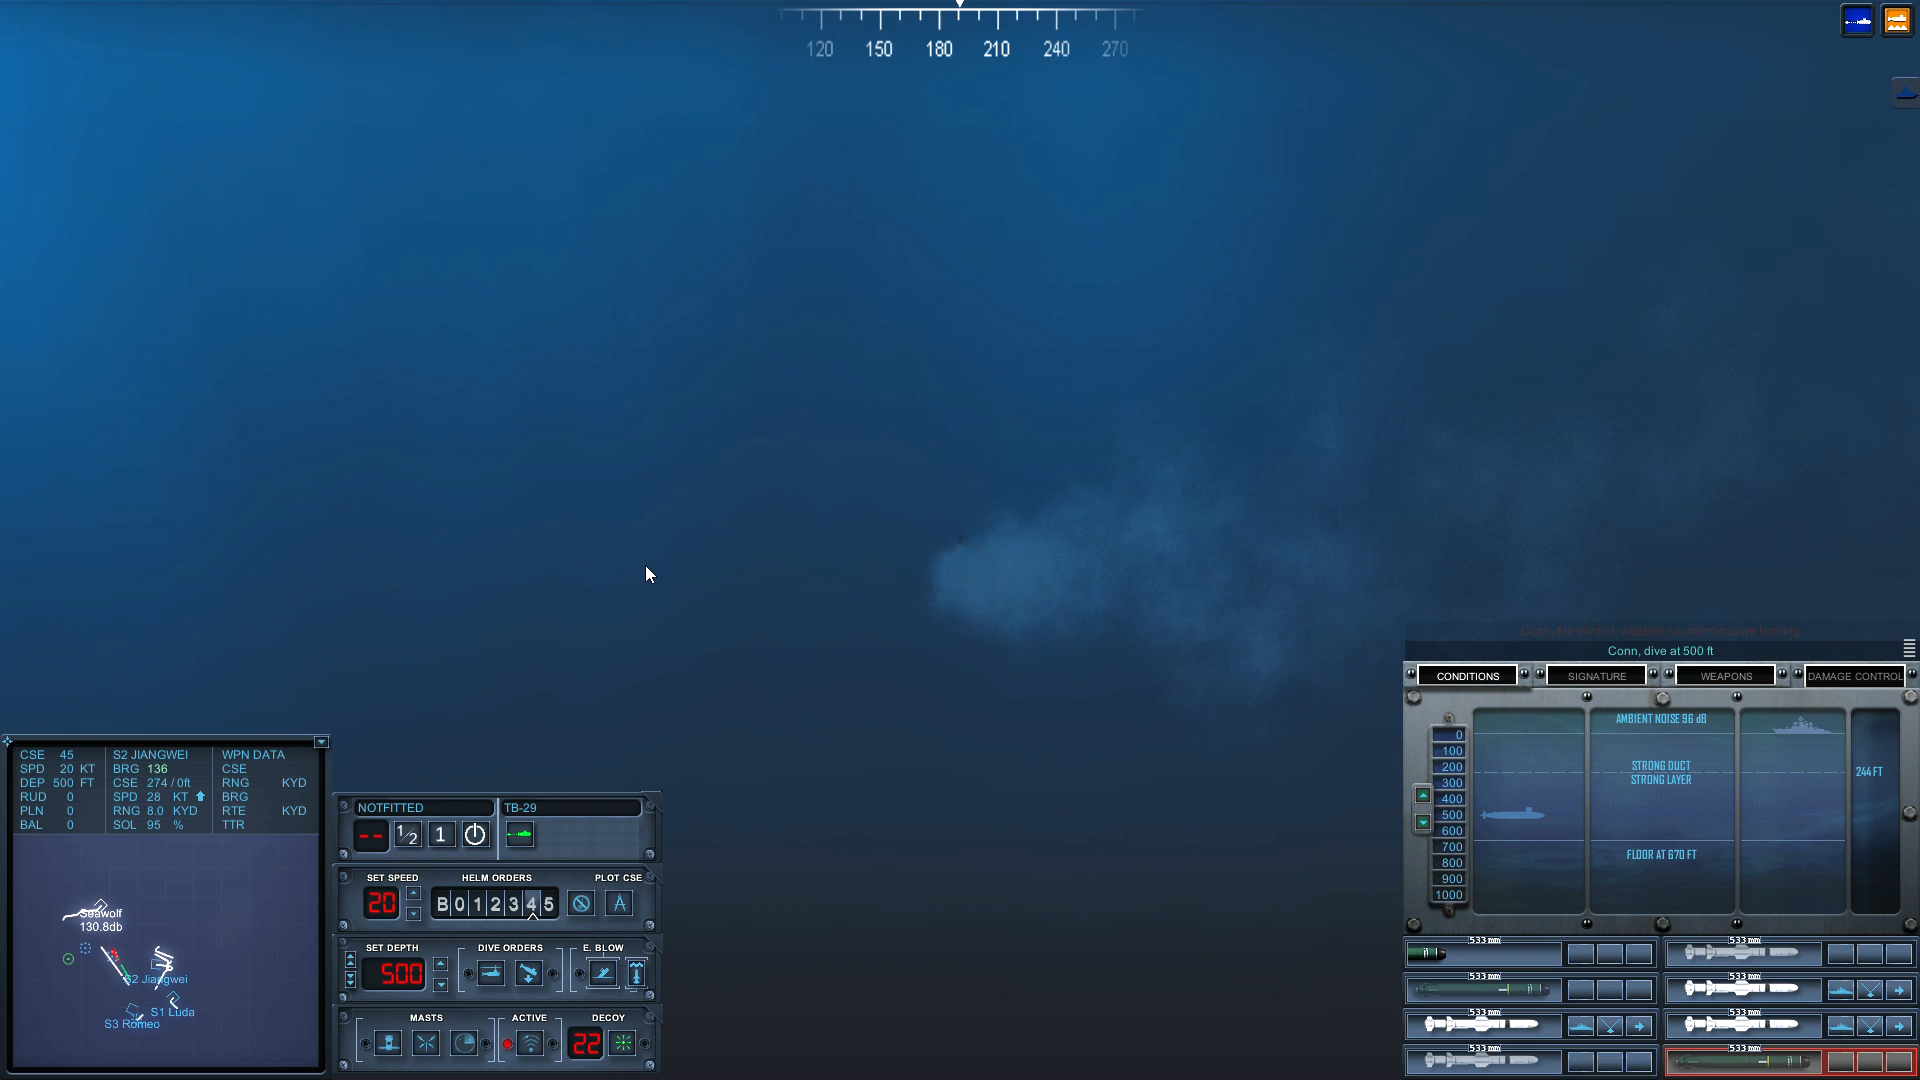 120 150 180 210 240 270
Conn, fire control, weapon countermeasure homing
Conn, dive at 500 ft
CONDITIONS SIGNATURE WEAPONS DAMAGE CONTROL
AMBIENT NOISE 96 dB
0
100
200
300
400
500
600
700
800
900
1000
STRONG DUCT
STRONG LAYER
FLOOR AT 670 FT
244 FT
CSE 45
SPD 20 KT
DEP 500 FT
RUD 0
PLN 0
BAL 0
S2 JIANGWEI
BRG 136
CSE 274 / 0ft
SPD 28 KT
RNG 8.0 KYD
SOL 95 %
WPN DATA
CSE
RNG KYD
BRG
RTE KYD
TTR
Seawolf
130.8db
S2 Jiangwei
S1 Luda
S3 Romeo
NOTFITTED TB-29
-- 1/2 1
SET SPEED HELM ORDERS PLOT CSE
20 B 0 1 2 3 4 5
SET DEPTH DIVE ORDERS E. BLOW
500
MASTS ACTIVE DECOY
22
533 mm 533 mm
533 mm 533 mm
533 mm 533 mm
533 mm 533 mm